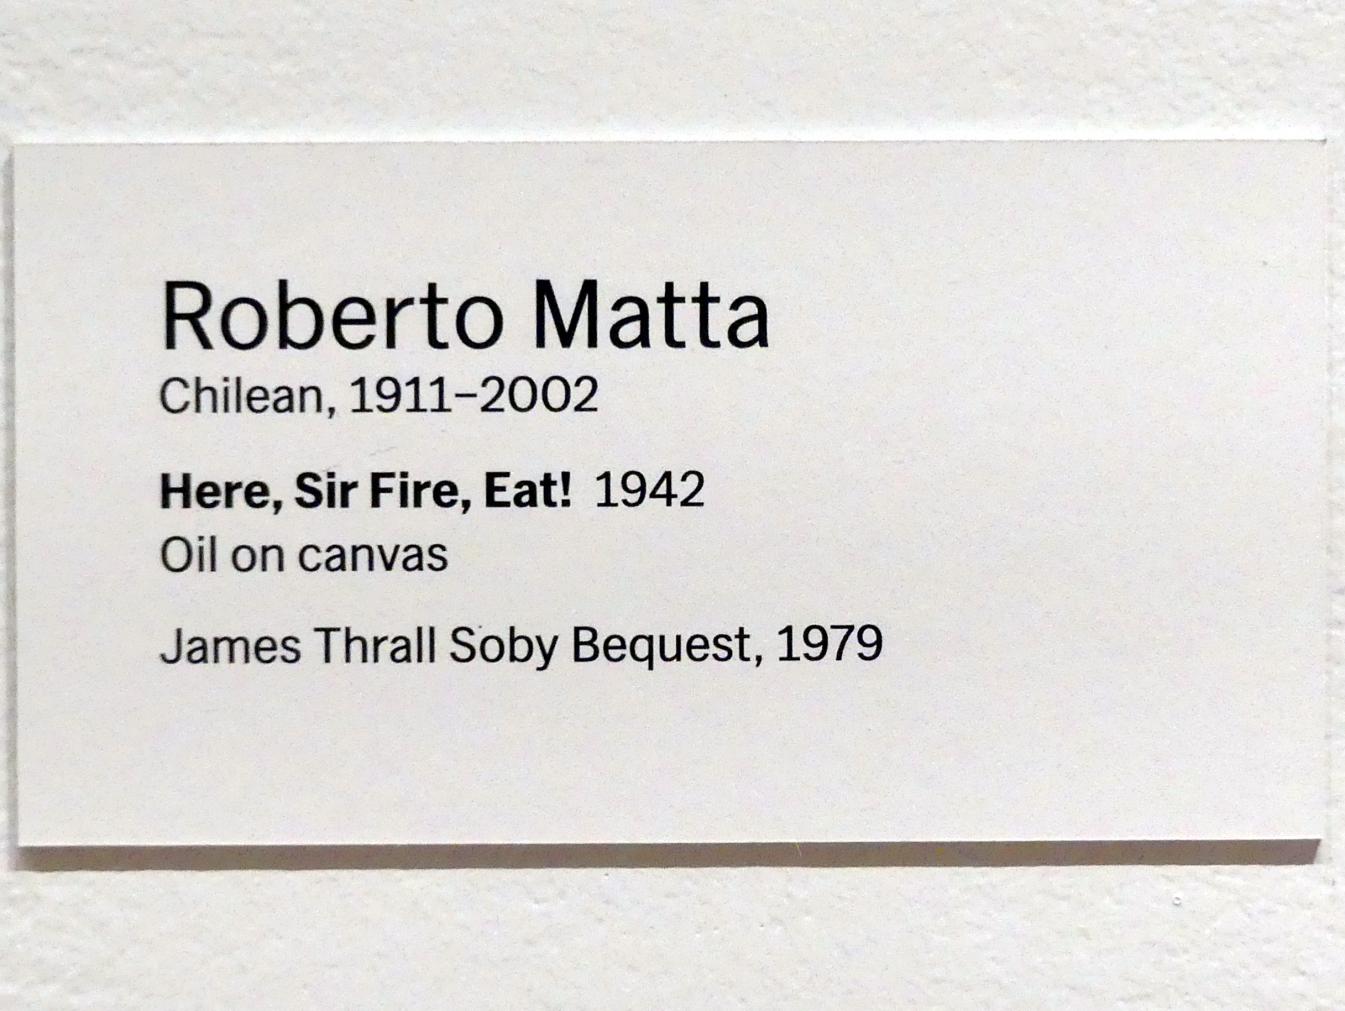 Roberto Matta
Chilean, 1911–2002
Here, Sir Fire, Eat! 1942
Oil on canvas
James Thrall Soby Bequest, 1979